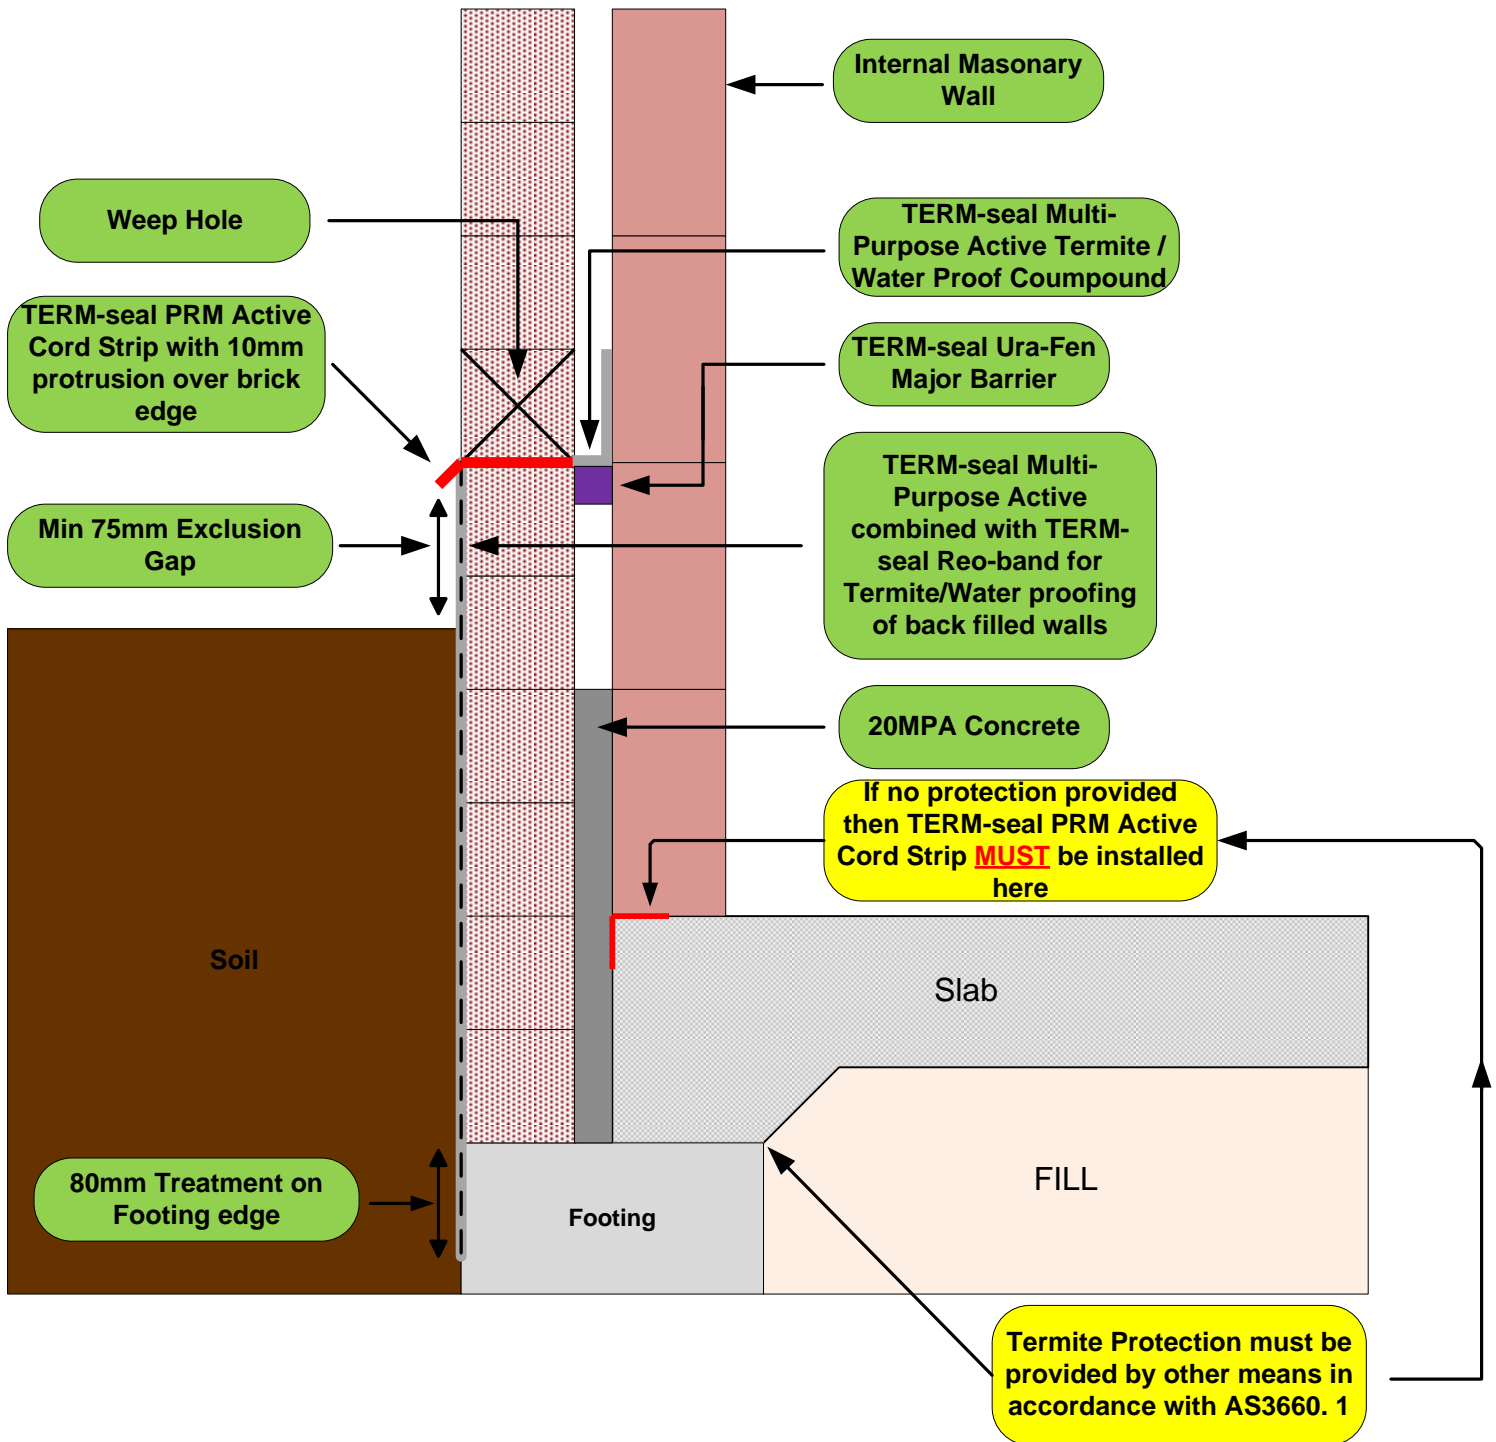 Internal Masonary
Wall
Weep Hole
TERM-seal Multi-
Purpose Active Termite /
Water Proof Coumpound
TERM-seal PRM Active
Cord Strip with 10mm
protrusion over brick
edge
TERM-seal Ura-Fen
Major Barrier
Min 75mm Exclusion
Gap
TERM-seal Multi-
Purpose Active
combined with TERM-
seal Reo-band for
Termite/Water proofing
of back filled walls
20MPA Concrete
If no protection provided
then TERM-seal PRM Active
Cord Strip MUST be installed
here
Soil
Slab
80mm Treatment on
Footing edge
Footing
FILL
Termite Protection must be
provided by other means in
accordance with AS3660. 1